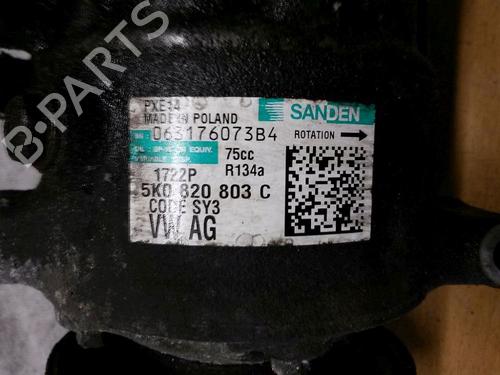 B-PARTS
PXE14
MADE IN POLAND
SANDEN
SN: 063176073B4
ROTATION
OIL: SP-10 OR EQUIV.
75cc
VARIABLE DISP.
R134a
1722P
5K0 820 803 C
CODE SY3
VW AG